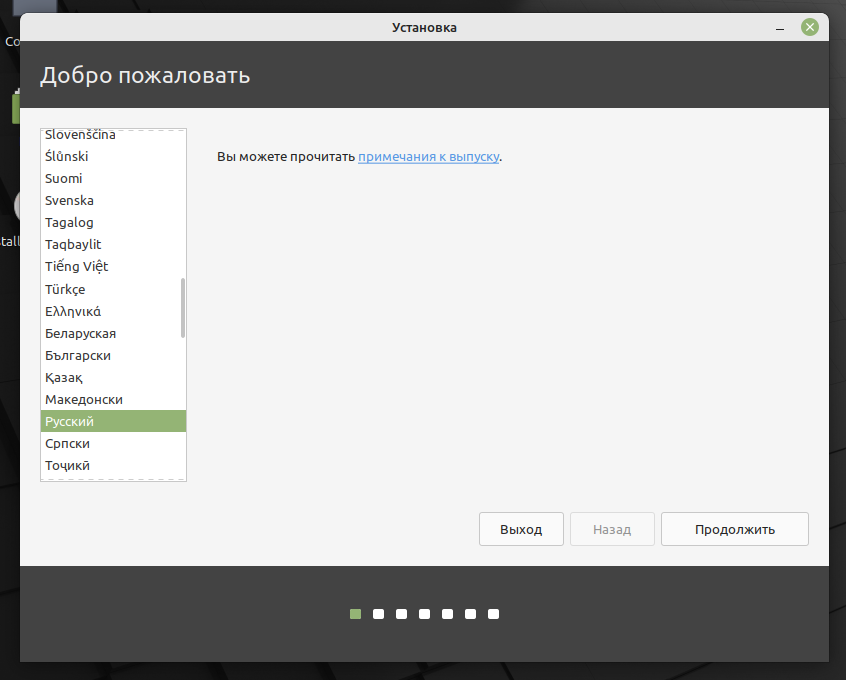 Установка
Co
Добро пожаловать
Slovenščina
Ślůnski
Suomi
Svenska
Tagalog
Taqbaylit
Tiếng Việt
Türkçe
Ελληνικά
Беларуская
Български
Қазақ
Македонски
Русский
Српски
Тоҷикӣ
Вы можете прочитать примечания к выпуску.
tall
Выход
Назад
Продолжить